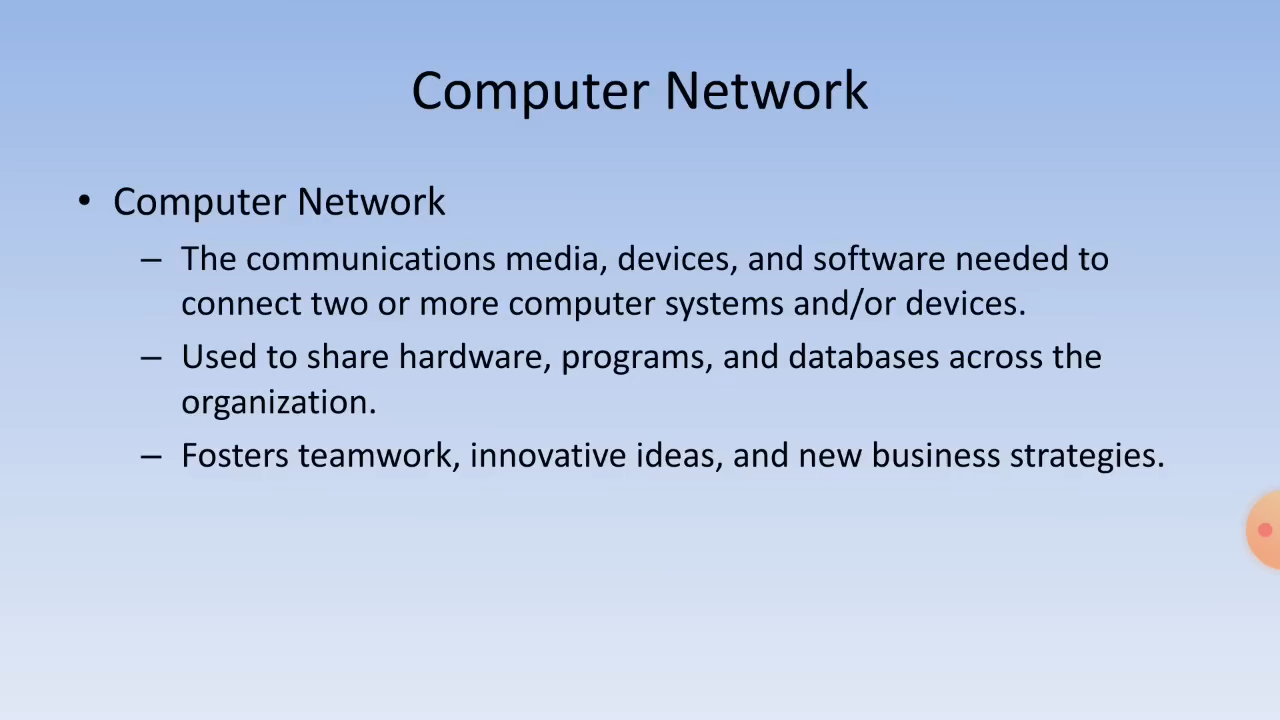 Computer Network
• Computer Network
– The communications media, devices, and software needed to
connect two or more computer systems and/or devices.
– Used to share hardware, programs, and databases across the
organization.
– Fosters teamwork, innovative ideas, and new business strategies.